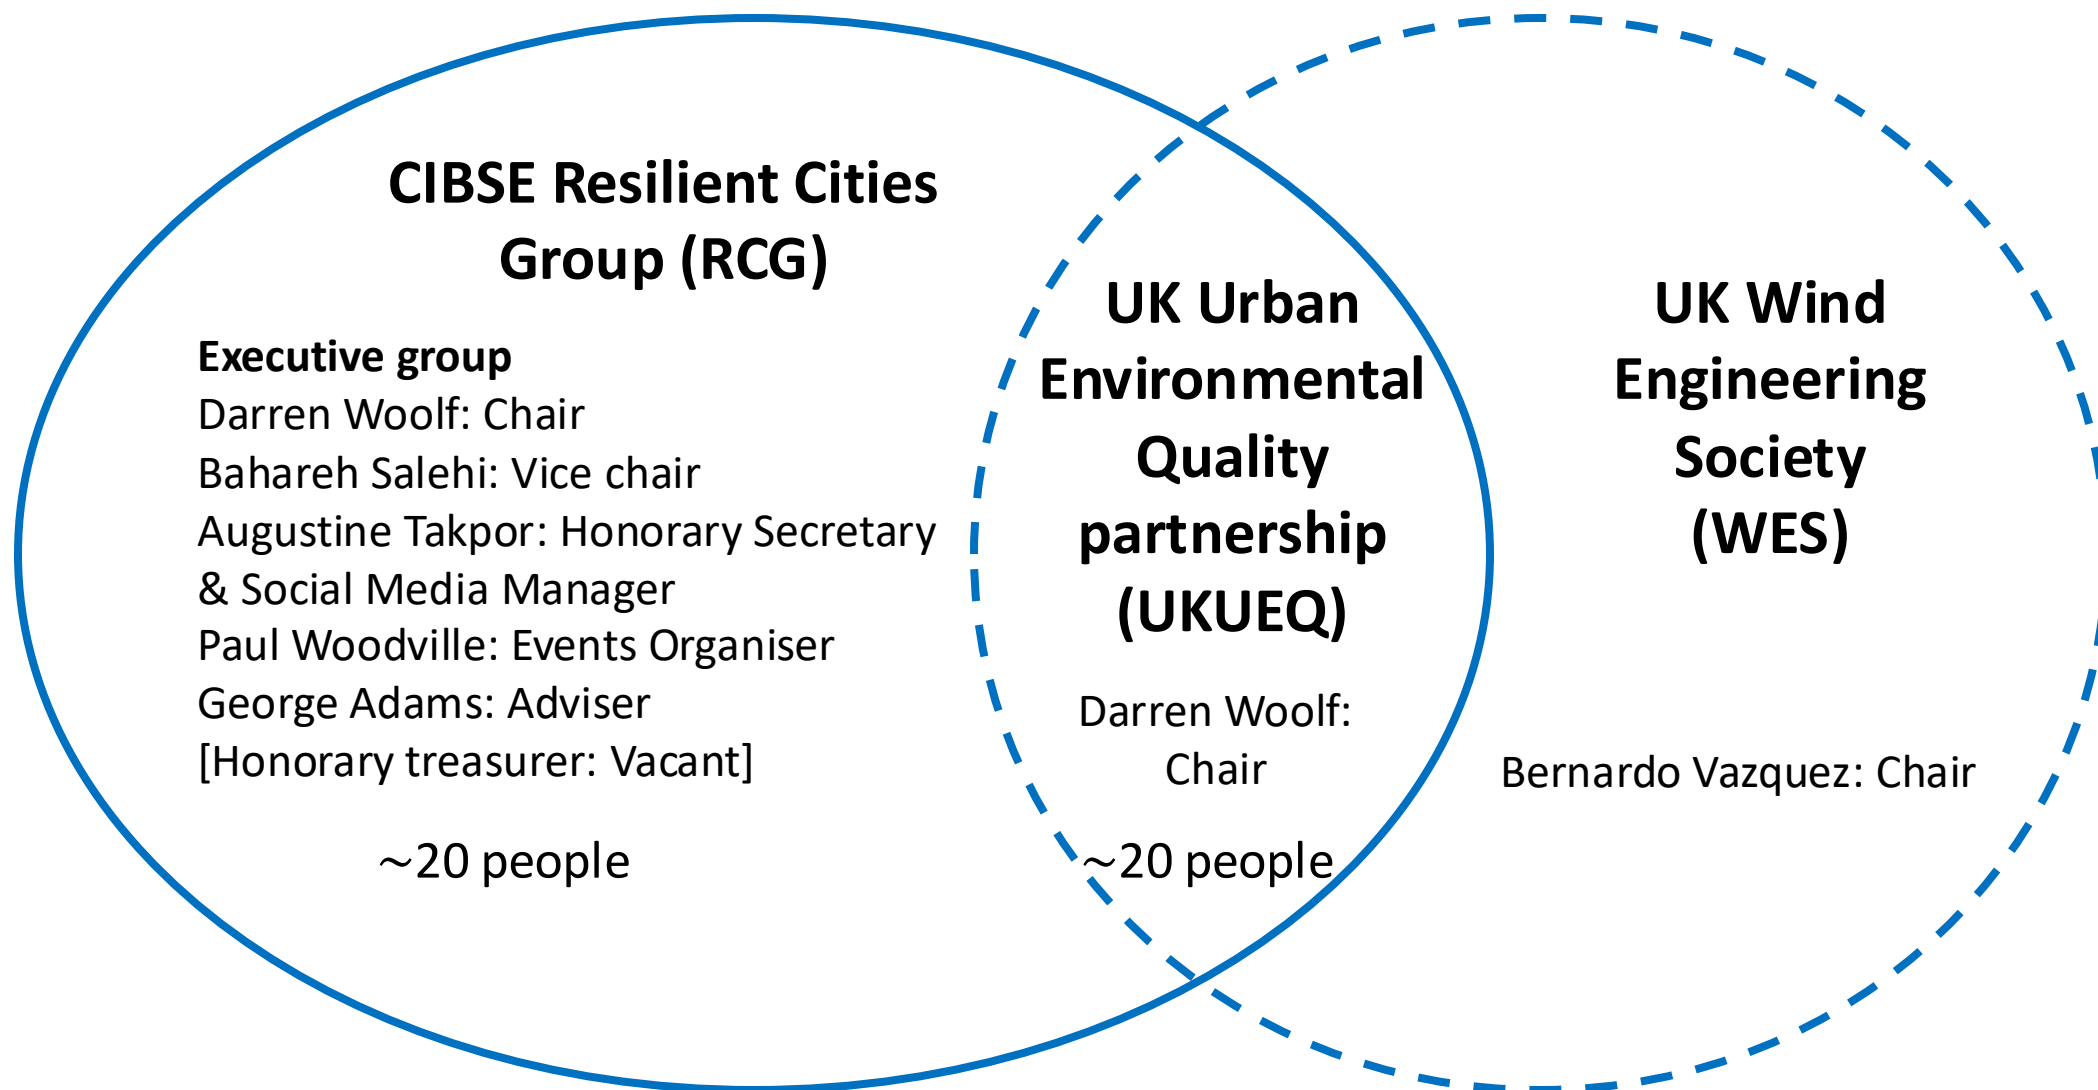 CIBSE Resilient Cities
Group (RCG)
Executive group
Darren Woolf: Chair
Bahareh Salehi: Vice chair
Augustine Takpor: Honorary Secretary
& Social Media Manager
Paul Woodville: Events Organiser
George Adams: Adviser
[Honorary treasurer: Vacant]
~20 people
UK Urban
Environmental
Quality
partnership
(UKUEQ)
Darren Woolf:
Chair
~20 people
UK Wind
Engineering
Society
(WES)
Bernardo Vazquez: Chair